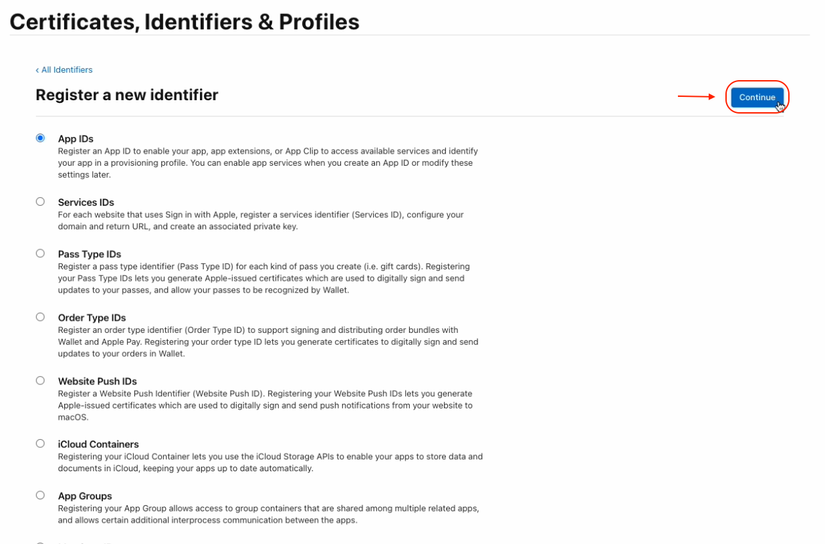 Certificates, Identifiers & Profiles
‹ All Identifiers
Register a new identifier
Continue
App IDs
Register an App ID to enable your app, app extensions, or App Clip to access available services and identify
your app in a provisioning profile. You can enable app services when you create an App ID or modify these
settings later.
Services IDs
For each website that uses Sign in with Apple, register a services identifier (Services ID), configure your
domain and return URL, and create an associated private key.
Pass Type IDs
Register a pass type identifier (Pass Type ID) for each kind of pass you create (i.e. gift cards). Registering
your Pass Type IDs lets you generate Apple-issued certificates which are used to digitally sign and send
updates to your passes, and allow your passes to be recognized by Wallet.
Order Type IDs
Register an order type identifier (Order Type ID) to support signing and distributing order bundles with
Wallet and Apple Pay. Registering your order type ID lets you generate certificates to digitally sign and send
updates to your orders in Wallet.
Website Push IDs
Register a Website Push Identifier (Website Push ID). Registering your Website Push IDs lets you generate
Apple-issued certificates which are used to digitally sign and send push notifications from your website to
macOS.
iCloud Containers
Registering your iCloud Container lets you use the iCloud Storage APIs to enable your apps to store data and
documents in iCloud, keeping your apps up to date automatically.
App Groups
Registering your App Group allows access to group containers that are shared among multiple related apps,
and allows certain additional interprocess communication between the apps.